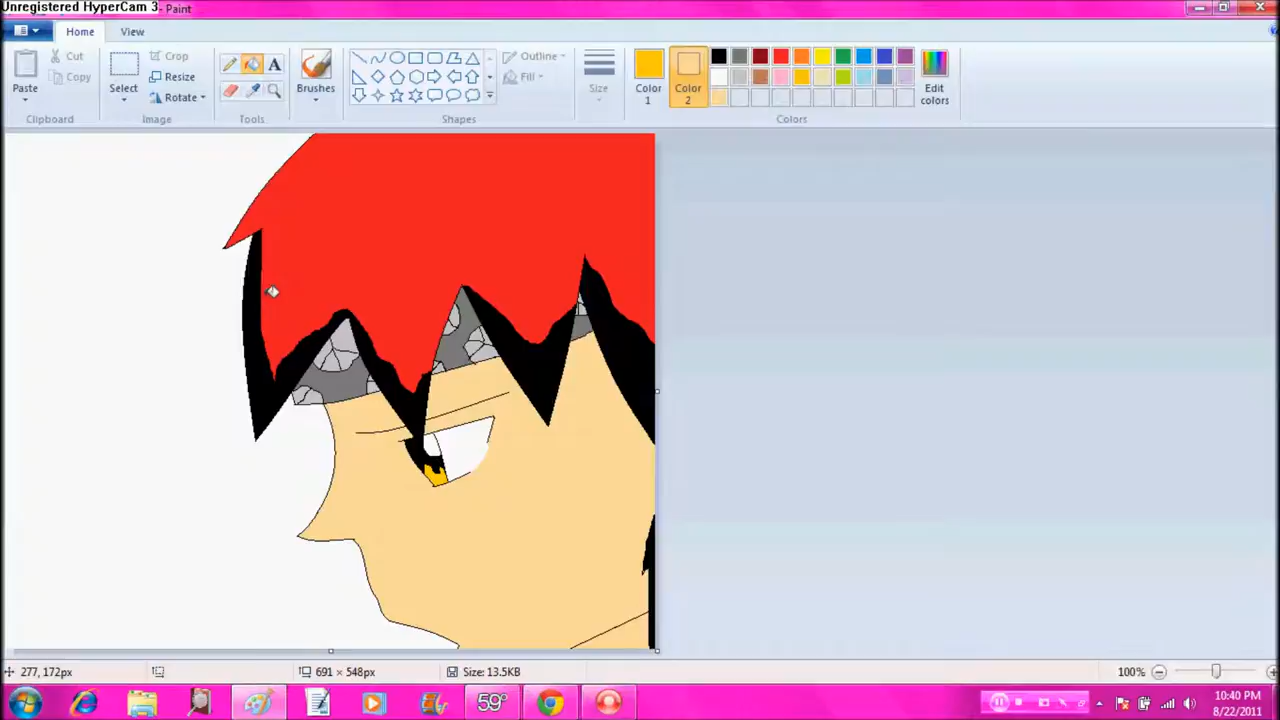 Unregistered HyperCam 3 - Paint
Home View
Paste
Cut
Copy
Clipboard
Select
Crop
Resize
Rotate
Image
A
Tools
Brushes
Outline
Fill
Shapes
Size
Color 1
Color 2
Edit colors
Colors
277, 172px
691 × 548px
Size: 13.5KB
100%
59°
10:40 PM
8/22/2011